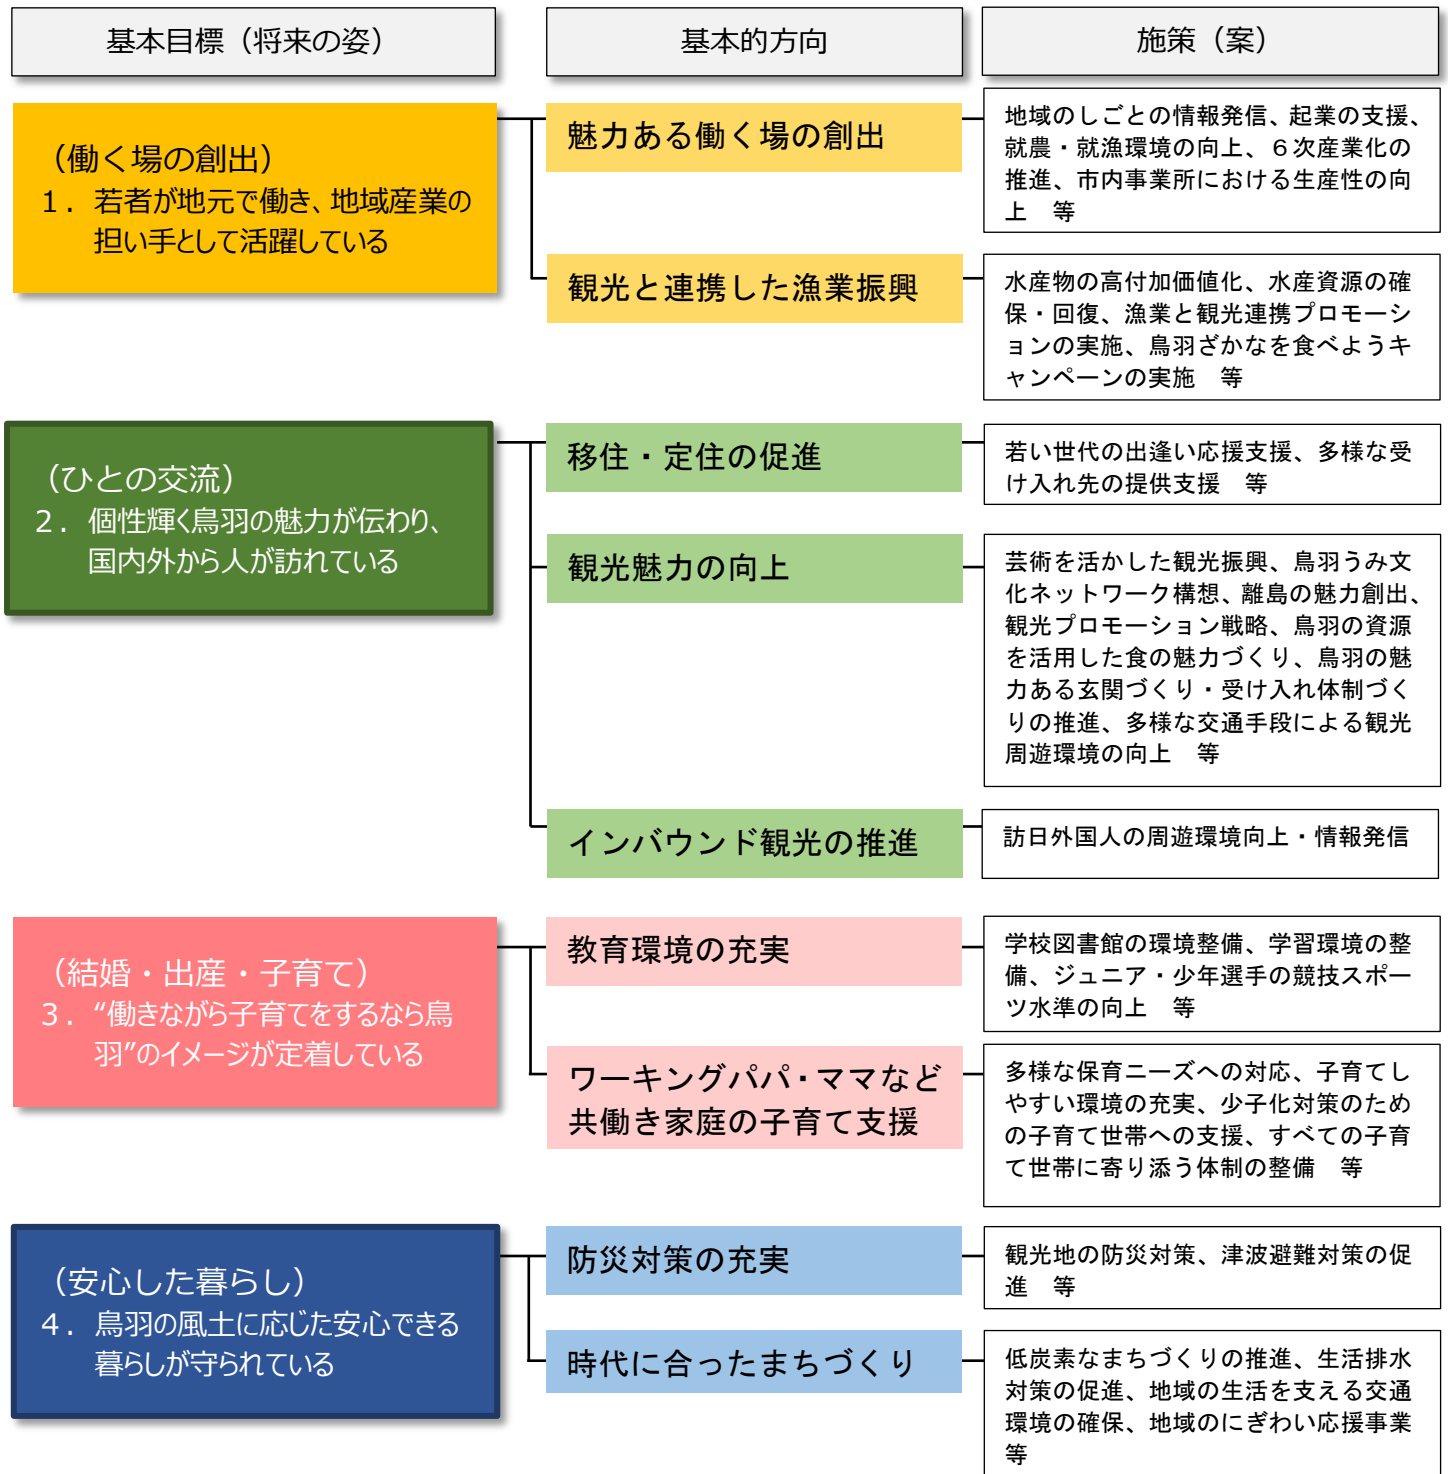 基本目標（将来の姿）
基本的方向
施策（案）
（働く場の創出）
１．若者が地元で働き、地域産業の
担い手として活躍している
魅力ある働く場の創出
地域のしごとの情報発信、起業の支援、
就農・就漁環境の向上、６次産業化の
推進、市内事業所における生産性の向
上　等
観光と連携した漁業振興
水産物の高付加価値化、水産資源の確
保・回復、漁業と観光連携プロモーシ
ョンの実施、鳥羽ざかなを食べようキ
ャンペーンの実施　等
（ひとの交流）
２．個性輝く鳥羽の魅力が伝わり、
国内外から人が訪れている
移住・定住の促進
若い世代の出逢い応援支援、多様な受
け入れ先の提供支援　等
観光魅力の向上
芸術を活かした観光振興、鳥羽うみ文
化ネットワーク構想、離島の魅力創出、
観光プロモーション戦略、鳥羽の資源
を活用した食の魅力づくり、鳥羽の魅
力ある玄関づくり・受け入れ体制づく
りの推進、多様な交通手段による観光
周遊環境の向上　等
インバウンド観光の推進
訪日外国人の周遊環境向上・情報発信
（結婚・出産・子育て）
３．“働きながら子育てをするなら鳥
羽”のイメージが定着している
教育環境の充実
学校図書館の環境整備、学習環境の整
備、ジュニア・少年選手の競技スポー
ツ水準の向上　等
ワーキングパパ・ママなど
共働き家庭の子育て支援
多様な保育ニーズへの対応、子育てし
やすい環境の充実、少子化対策のため
の子育て世帯への支援、すべての子育
て世帯に寄り添う体制の整備　等
（安心した暮らし）
４．鳥羽の風土に応じた安心できる
暮らしが守られている
防災対策の充実
観光地の防災対策、津波避難対策の促
進　等
時代に合ったまちづくり
低炭素なまちづくりの推進、生活排水
対策の促進、地域の生活を支える交通
環境の確保、地域のにぎわい応援事業
等